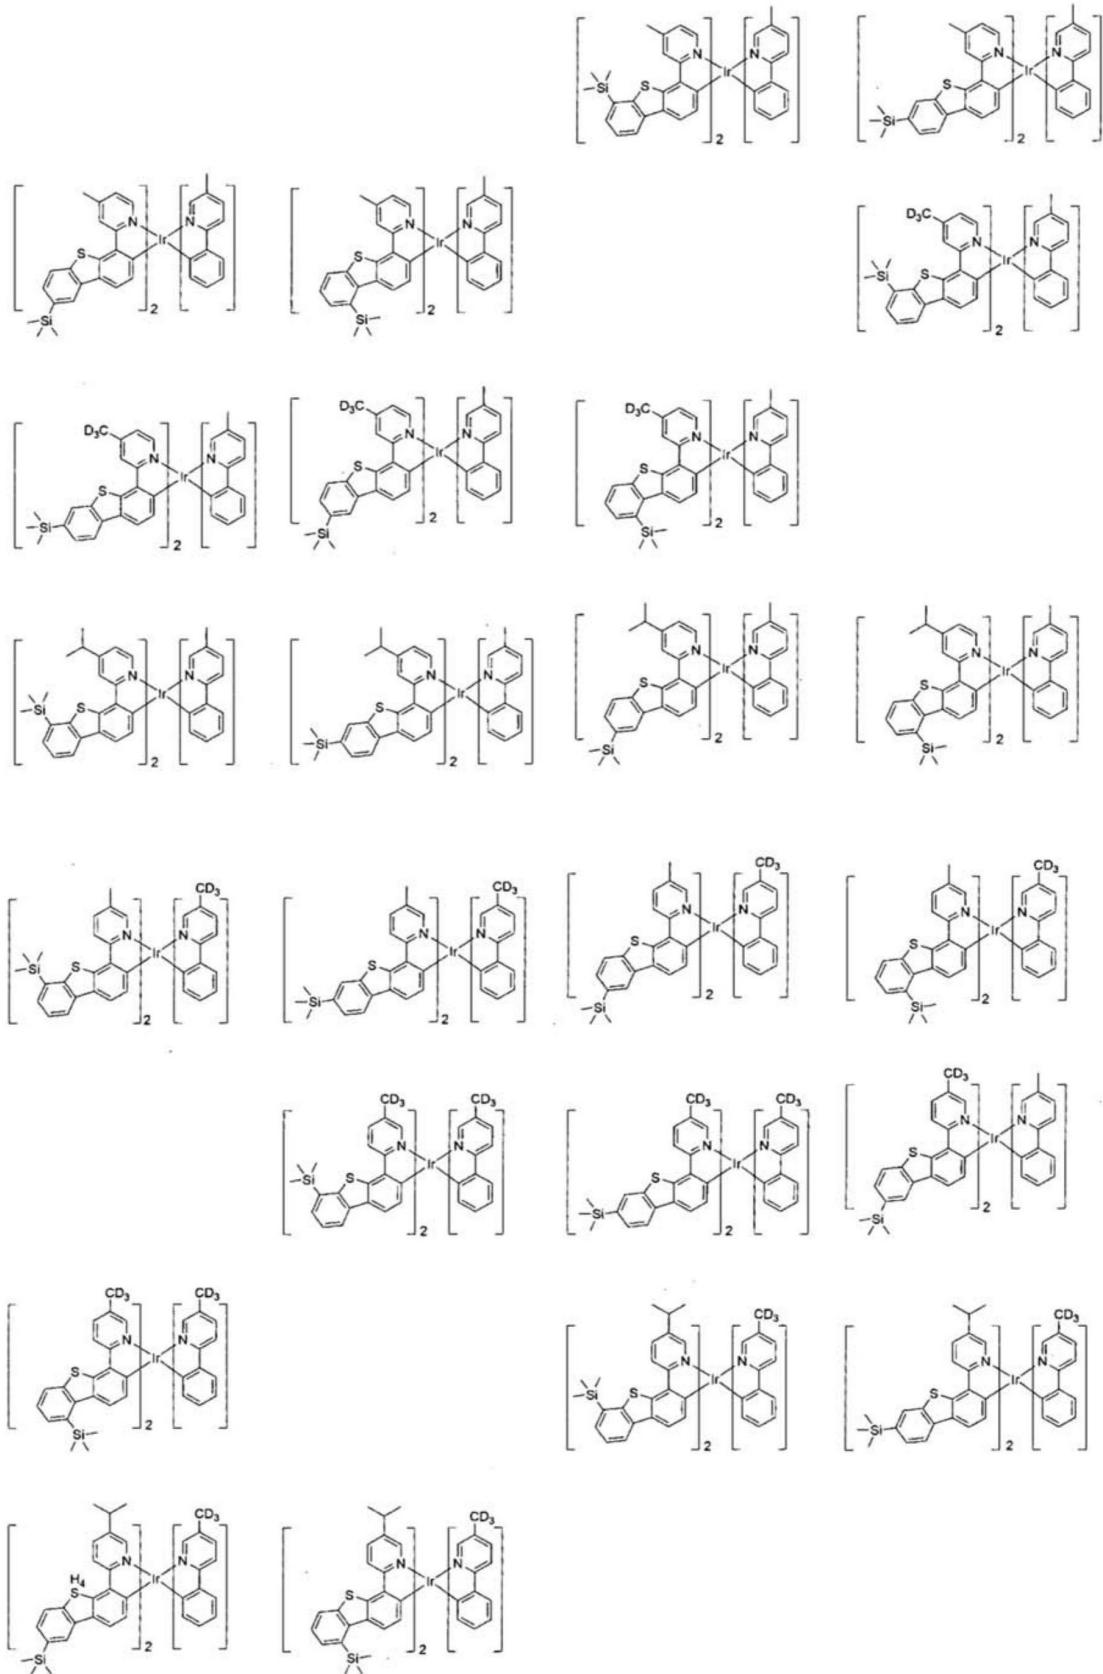 N Ir N N Ir N
Si S S
Si
2 2
D₃C
N Ir N N Ir N N Ir N
S S Si S
Si Si
2 2 2
D₃C D₃C D₃C
N Ir N N Ir N N Ir N
S S S
Si Si Si
2 2 2
N Ir N N Ir N N Ir N N Ir N
Si S S S S
Si Si Si
2 2 2 2
CD₃ CD₃ CD₃ CD₃
N Ir N N Ir N N Ir N N Ir N
Si S S S S
Si Si Si
2 2 2 2
CD₃ CD₃ CD₃ CD₃ CD₃
N Ir N N Ir N N Ir N
Si S S S
Si Si
2 2 2
CD₃ CD₃ CD₃ CD₃
N Ir N N Ir N N Ir N
S Si S S
Si Si
2 2 2
CD₃ CD₃
N Ir N N Ir N
H₄
S S
2 2
Si Si